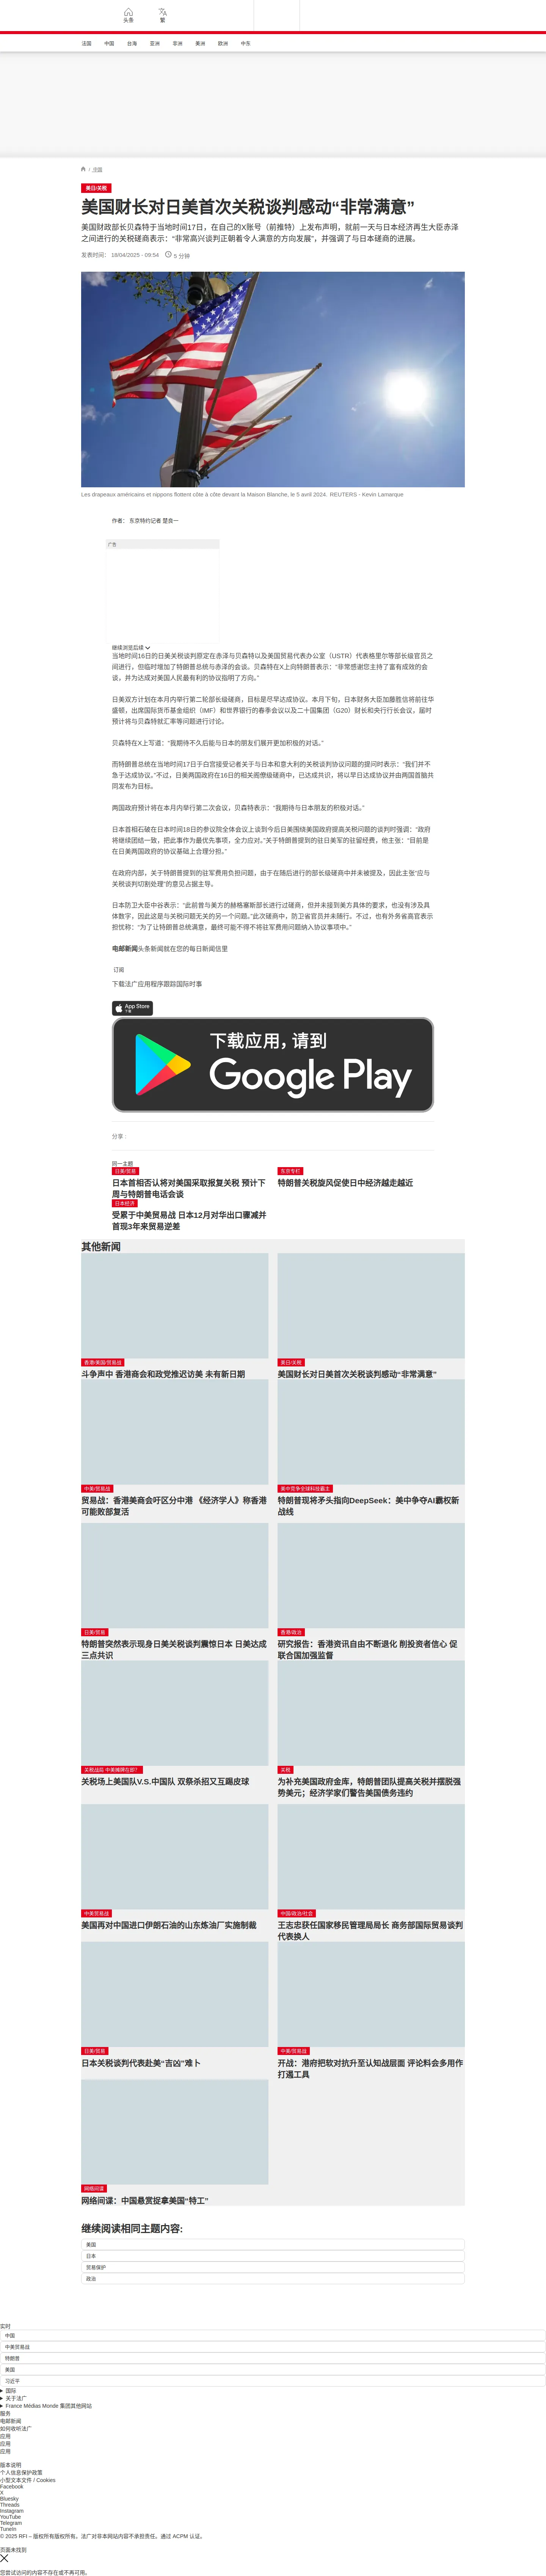 头条
繁
法国
中国
台海
亚洲
非洲
美洲
欧洲
中东
/ 法国
美日/关税
美国财长对日美首次关税谈判感动“非常满意”
美国财政部长贝森特于当地时间17日，在自己的X账号（前推特）上发布声明，就前一天与日本经济再生大臣赤泽
之间进行的关税磋商表示：“非常高兴谈判正朝着令人满意的方向发展”，并强调了与日本磋商的进展。
发表时间： 18/04/2025 - 09:54
5 分钟
Les drapeaux américains et nippons flottent côte à côte devant la Maison Blanche, le 5 avril 2024. REUTERS - Kevin Lamarque
作者： 东京特约记者 楚良一
广告
继续浏览后续
当地时间16日的日美关税谈判原定在赤泽与贝森特以及美国贸易代表办公室（USTR）代表格里尔等部长级官员之
间进行，但临时增加了特朗普总统与赤泽的会谈。贝森特在X上向特朗普表示：“非常感谢您主持了富有成效的会
谈，并为达成对美国人民最有利的协议指明了方向。”
日美双方计划在本月内举行第二轮部长级磋商，目标是尽早达成协议。本月下旬，日本财务大臣加藤胜信将前往华
盛顿，出席国际货币基金组织（IMF）和世界银行的春季会议以及二十国集团（G20）财长和央行行长会议，届时
预计将与贝森特就汇率等问题进行讨论。
贝森特在X上写道：“我期待不久后能与日本的朋友们展开更加积极的对话。”
而特朗普总统在当地时间17日于白宫接受记者关于与日本和意大利的关税谈判协议问题的提问时表示：“我们并不
急于达成协议。”不过，日美两国政府在16日的相关阁僚级磋商中，已达成共识，将以早日达成协议并由两国首脑共
同发布为目标。
两国政府预计将在本月内举行第二次会议，贝森特表示：“我期待与日本朋友的积极对话。”
日本首相石破在日本时间18日的参议院全体会议上谈到今后日美围绕美国政府提高关税问题的谈判时强调：“政府
将继续团结一致，把此事作为最优先事项，全力应对。”关于特朗普提到的驻日美军的驻留经费，他主张：“目前是
在日美两国政府的协议基础上合理分担。”
在政府内部，关于特朗普提到的驻军费用负担问题，由于在随后进行的部长级磋商中并未被提及，因此主张“应与
关税谈判切割处理”的意见占据主导。
日本防卫大臣中谷表示：“此前曾与美方的赫格塞斯部长进行过磋商，但并未接到美方具体的要求，也没有涉及具
体数字，因此这是与关税问题无关的另一个问题。”此次磋商中，防卫省官员并未随行。不过，也有外务省高官表示
担忧称：“为了让特朗普总统满意，最终可能不得不将驻军费用问题纳入协议事项中。”
电邮新闻头条新闻就在您的每日新闻信里
订阅
下载法广应用程序跟踪国际时事
App Store
下载
下载应用，请到
Google Play
分享 :
同一主题
日美/贸易
日本首相否认将对美国采取报复关税 预计下
周与特朗普电话会谈
东京专栏
特朗普关税旋风促使日中经济越走越近
日本经济
受累于中美贸易战 日本12月对华出口骤减并
首现3年来贸易逆差
其他新闻
香港/美国/贸易战
斗争声中 香港商会和政党推迟访美 未有新日期
美日/关税
美国财长对日美首次关税谈判感动“非常满意”
中美/贸易战
贸易战：香港美商会吁区分中港 《经济学人》称香港
可能败部复活
美中竞争全球科技霸主
特朗普现将矛头指向DeepSeek：美中争夺AI霸权新
战线
日美/贸易
特朗普突然表示现身日美关税谈判震惊日本 日美达成
三点共识
香港/政治
研究报告：香港资讯自由不断退化 削投资者信心 促
联合国加强监督
关税战底 中美摊牌在即?
关税场上美国队V.S.中国队 双祭杀招又互踢皮球
关税
为补充美国政府金库，特朗普团队提高关税并摆脱强
势美元；经济学家们警告美国债务违约
中美贸易战
美国再对中国进口伊朗石油的山东炼油厂实施制裁
中国/政治/社会
王志忠获任国家移民管理局局长 商务部国际贸易谈判
代表换人
日美/贸易
日本关税谈判代表赴美“吉凶”难卜
中美/贸易战
开战：港府把软对抗升至认知战层面 评论料会多用作
打遏工具
网络间谍
网络间谍：中国悬赏捉拿美国“特工”
继续阅读相同主题内容:
美国
日本
贸易保护
政治
实时
中国
中美贸易战
特朗普
美国
习近平
国际
关于法广
France Médias Monde 集团其他网站
服务
电邮新闻
如何收听法广
应用
应用
应用
版本说明
个人信息保护政策
小型文本文件 / Cookies
Facebook
X
Bluesky
Threads
Instagram
YouTube
Telegram
TuneIn
© 2025 RFI – 版权所有版权所有。法广对非本网站内容不承担责任。通过 ACPM 认证。
页面未找到
您尝试访问的内容不存在或不再可用。